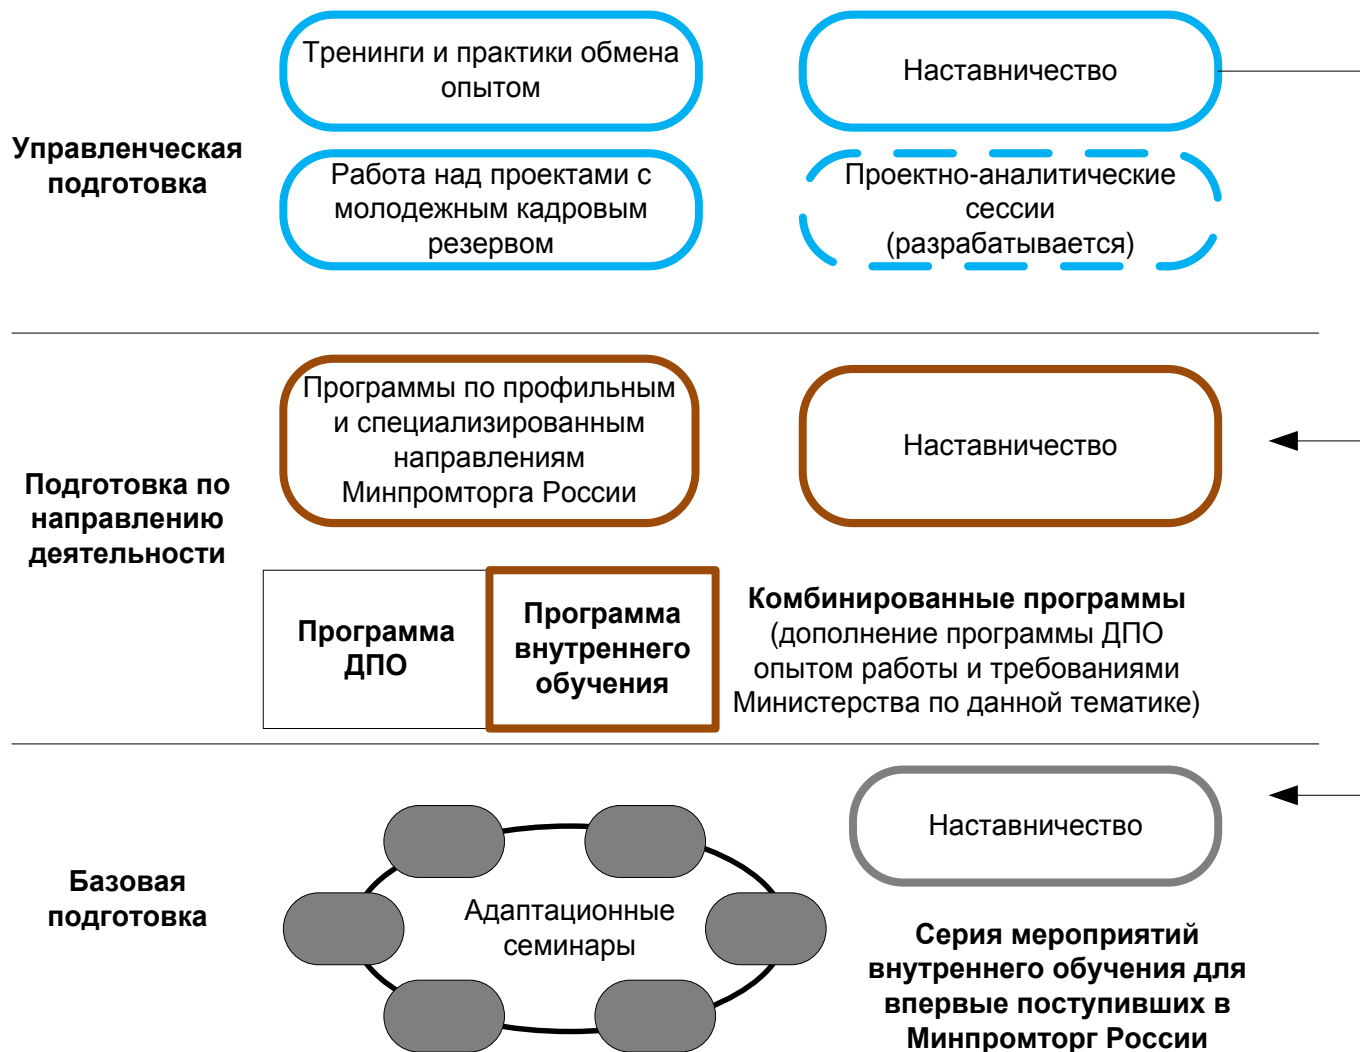 Управленческая
подготовка
Тренинги и практики обмена
опытом
Наставничество
Работа над проектами с
молодежным кадровым
резервом
Проектно-аналитические
сессии
(разрабатывается)
Подготовка по
направлению
деятельности
Программы по профильным
и специализированным
направлениям
Минпромторга России
Наставничество
Программа
ДПО
Программа
внутреннего
обучения
Комбинированные программы
(дополнение программы ДПО
опытом работы и требованиями
Министерства по данной тематике)
Базовая
подготовка
Адаптационные
семинары
Наставничество
Серия мероприятий
внутреннего обучения для
впервые поступивших в
Минпромторг России